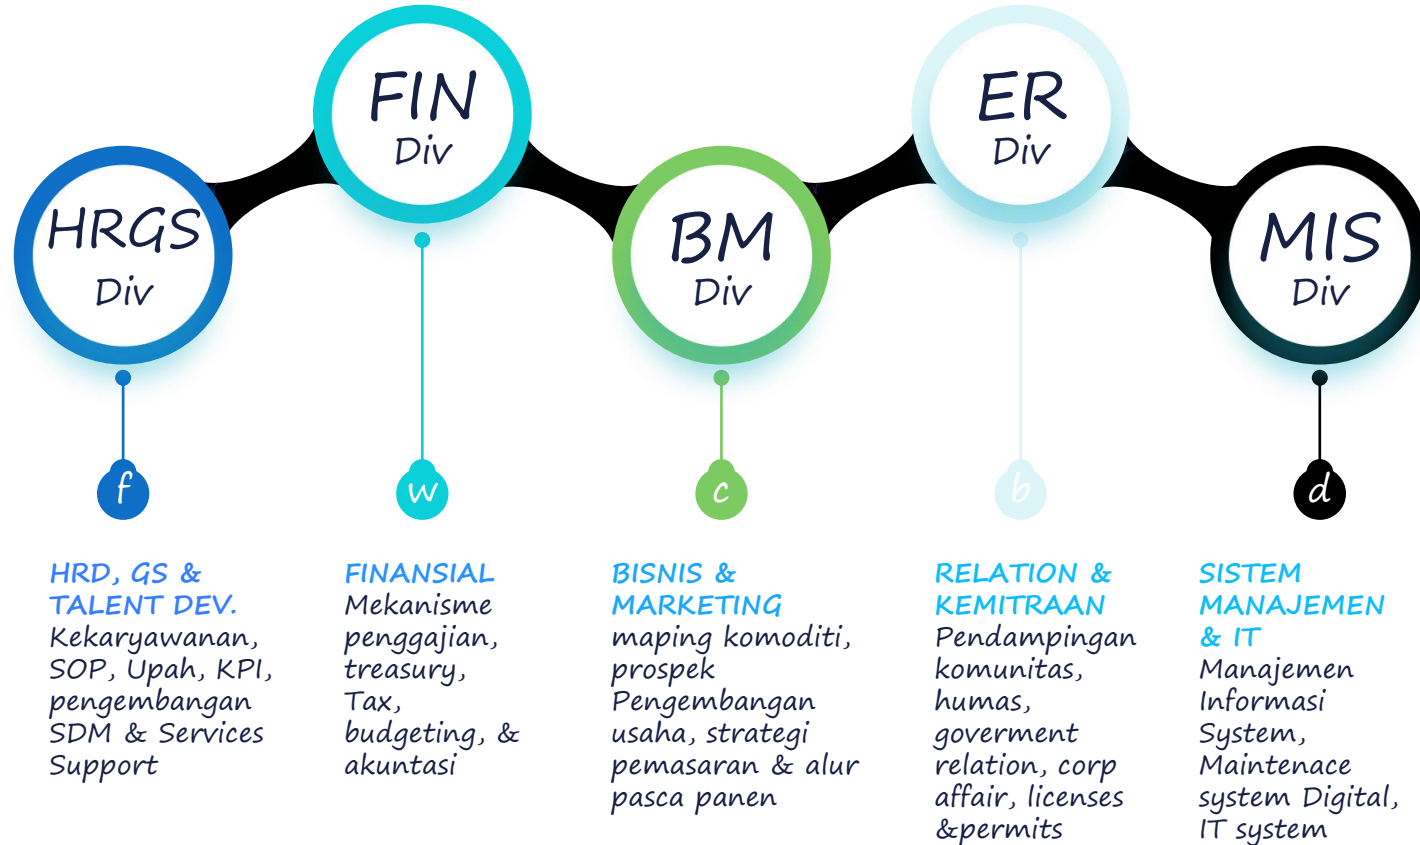 HRGS
Div
FIN
Div
BM
Div
ER
Div
MIS
Div
f
w
c
b
d
HRD, GS &
TALENT DEV.
Kekaryawanan,
SOP, Upah, KPI,
pengembangan
SDM & Services
Support
FINANSIAL
Mekanisme
penggajian,
treasury,
Tax,
budgeting, &
akuntasi
BISNIS &
MARKETING
maping komoditi,
prospek
Pengembangan
usaha, strategi
pemasaran & alur
pasca panen
RELATION &
KEMITRAAN
Pendampingan
komunitas,
humas,
goverment
relation, corp
affair, licenses
&permits
SISTEM
MANAJEMEN
& IT
Manajemen
Informasi
System,
Maintenace
system Digital,
IT system